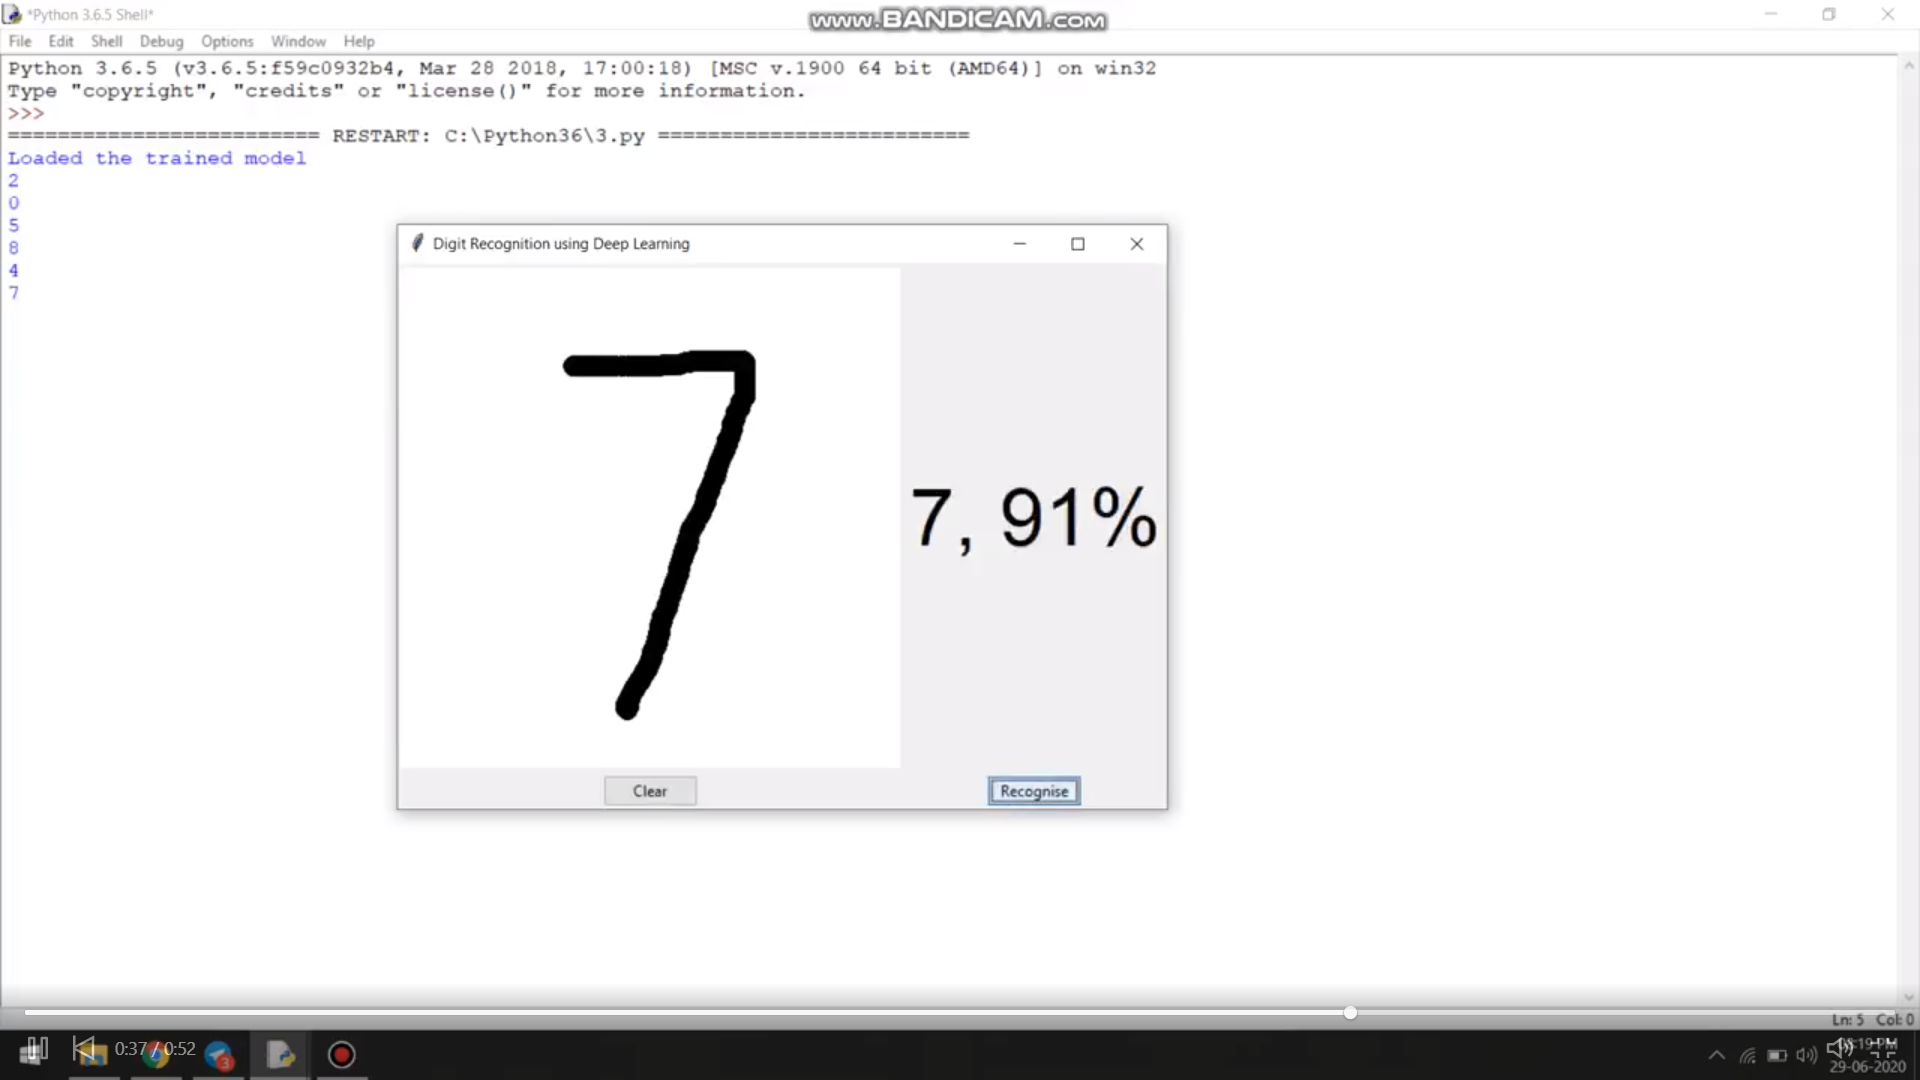 *Python 3.6.5 Shell*
www.BANDICAM.com
File Edit Shell Debug Options Window Help
Python 3.6.5 (v3.6.5:f59c0932b4, Mar 28 2018, 17:00:18) [MSC v.1900 64 bit (AMD64)] on win32
Type "copyright", "credits" or "license()" for more information.
>>>
========================= RESTART: C:\Python36\3.py =========================
Loaded the trained model
2
0
5
8
4
7
Digit Recognition using Deep Learning
7
7, 91%
Clear
Recognise
Ln: 5 Col: 0
0:37 / 0:52
3
29-06-2020